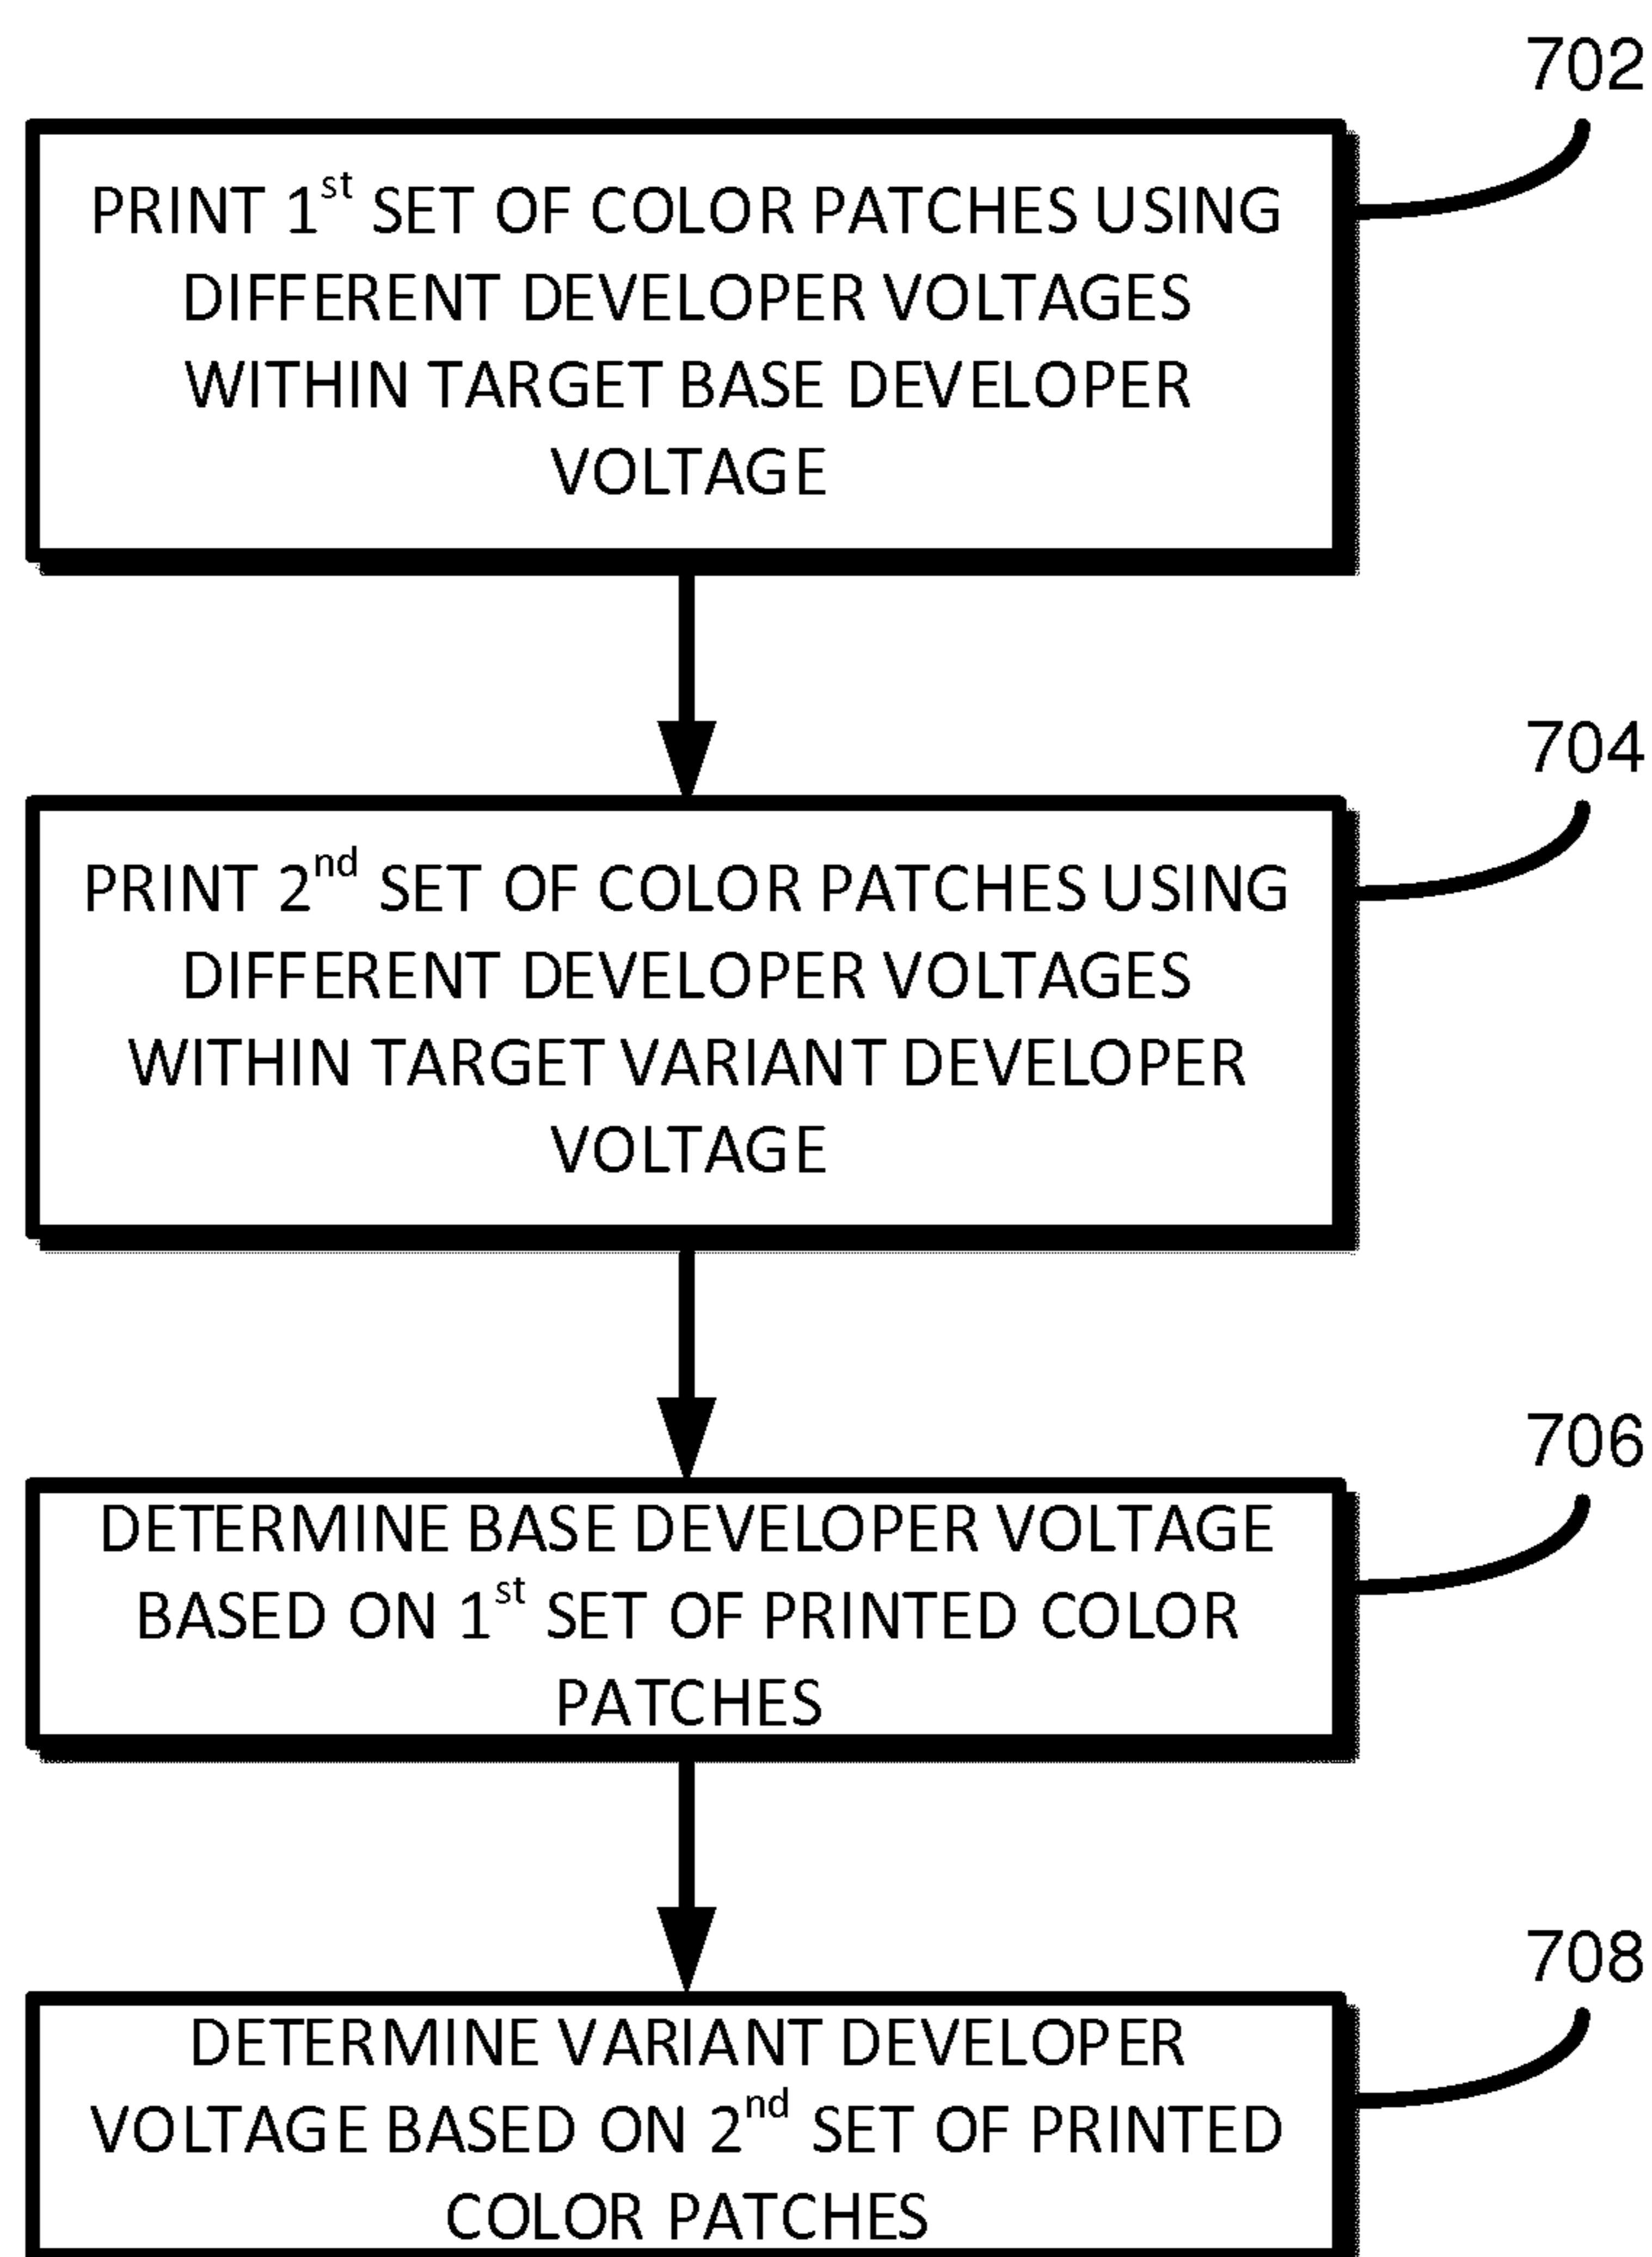 702
PRINT 1st SET OF COLOR PATCHES USING
DIFFERENT DEVELOPER VOLTAGES
WITHIN TARGET BASE DEVELOPER
VOLTAGE
704
PRINT 2nd SET OF COLOR PATCHES USING
DIFFERENT DEVELOPER VOLTAGES
WITHIN TARGET VARIANT DEVELOPER
VOLTAGE
706
DETERMINE BASE DEVELOPER VOLTAGE
BASED ON 1st SET OF PRINTED COLOR
PATCHES
708
DETERMINE VARIANT DEVELOPER
VOLTAGE BASED ON 2nd SET OF PRINTED
COLOR PATCHES